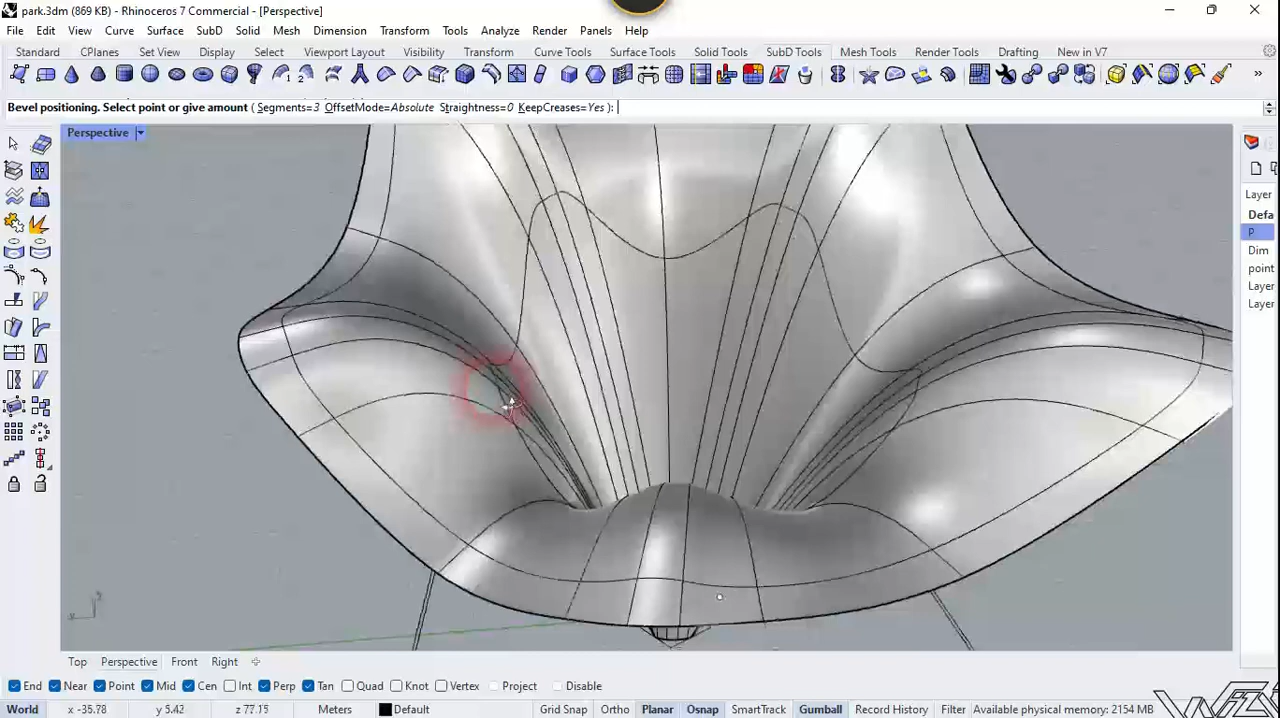 park.3dm (869 KB) - Rhinoceros 7 Commercial - [Perspective]
File Edit View Curve Surface SubD Solid Mesh Dimension Transform Tools Analyze Render Panels Help
Standard CPlanes Set View Display Select Viewport Layout Visibility Transform Curve Tools Surface Tools Solid Tools SubD Tools Mesh Tools Render Tools Drafting New in V7
Bevel positioning. Select point or give amount ( Segments=3 OffsetMode=Absolute Straightness=0 KeepCreases=Yes ):
Perspective
Layer
Defa
P
Dim
point
Layer
Layer
Top Perspective Front Right
End Near Point Mid Cen Int Perp Tan Quad Knot Vertex Project Disable
World x -35.78 y 5.42 z 77.15 Meters Default Grid Snap Ortho Planar Osnap SmartTrack Gumball Record History Filter Available physical memory: 2154 MB